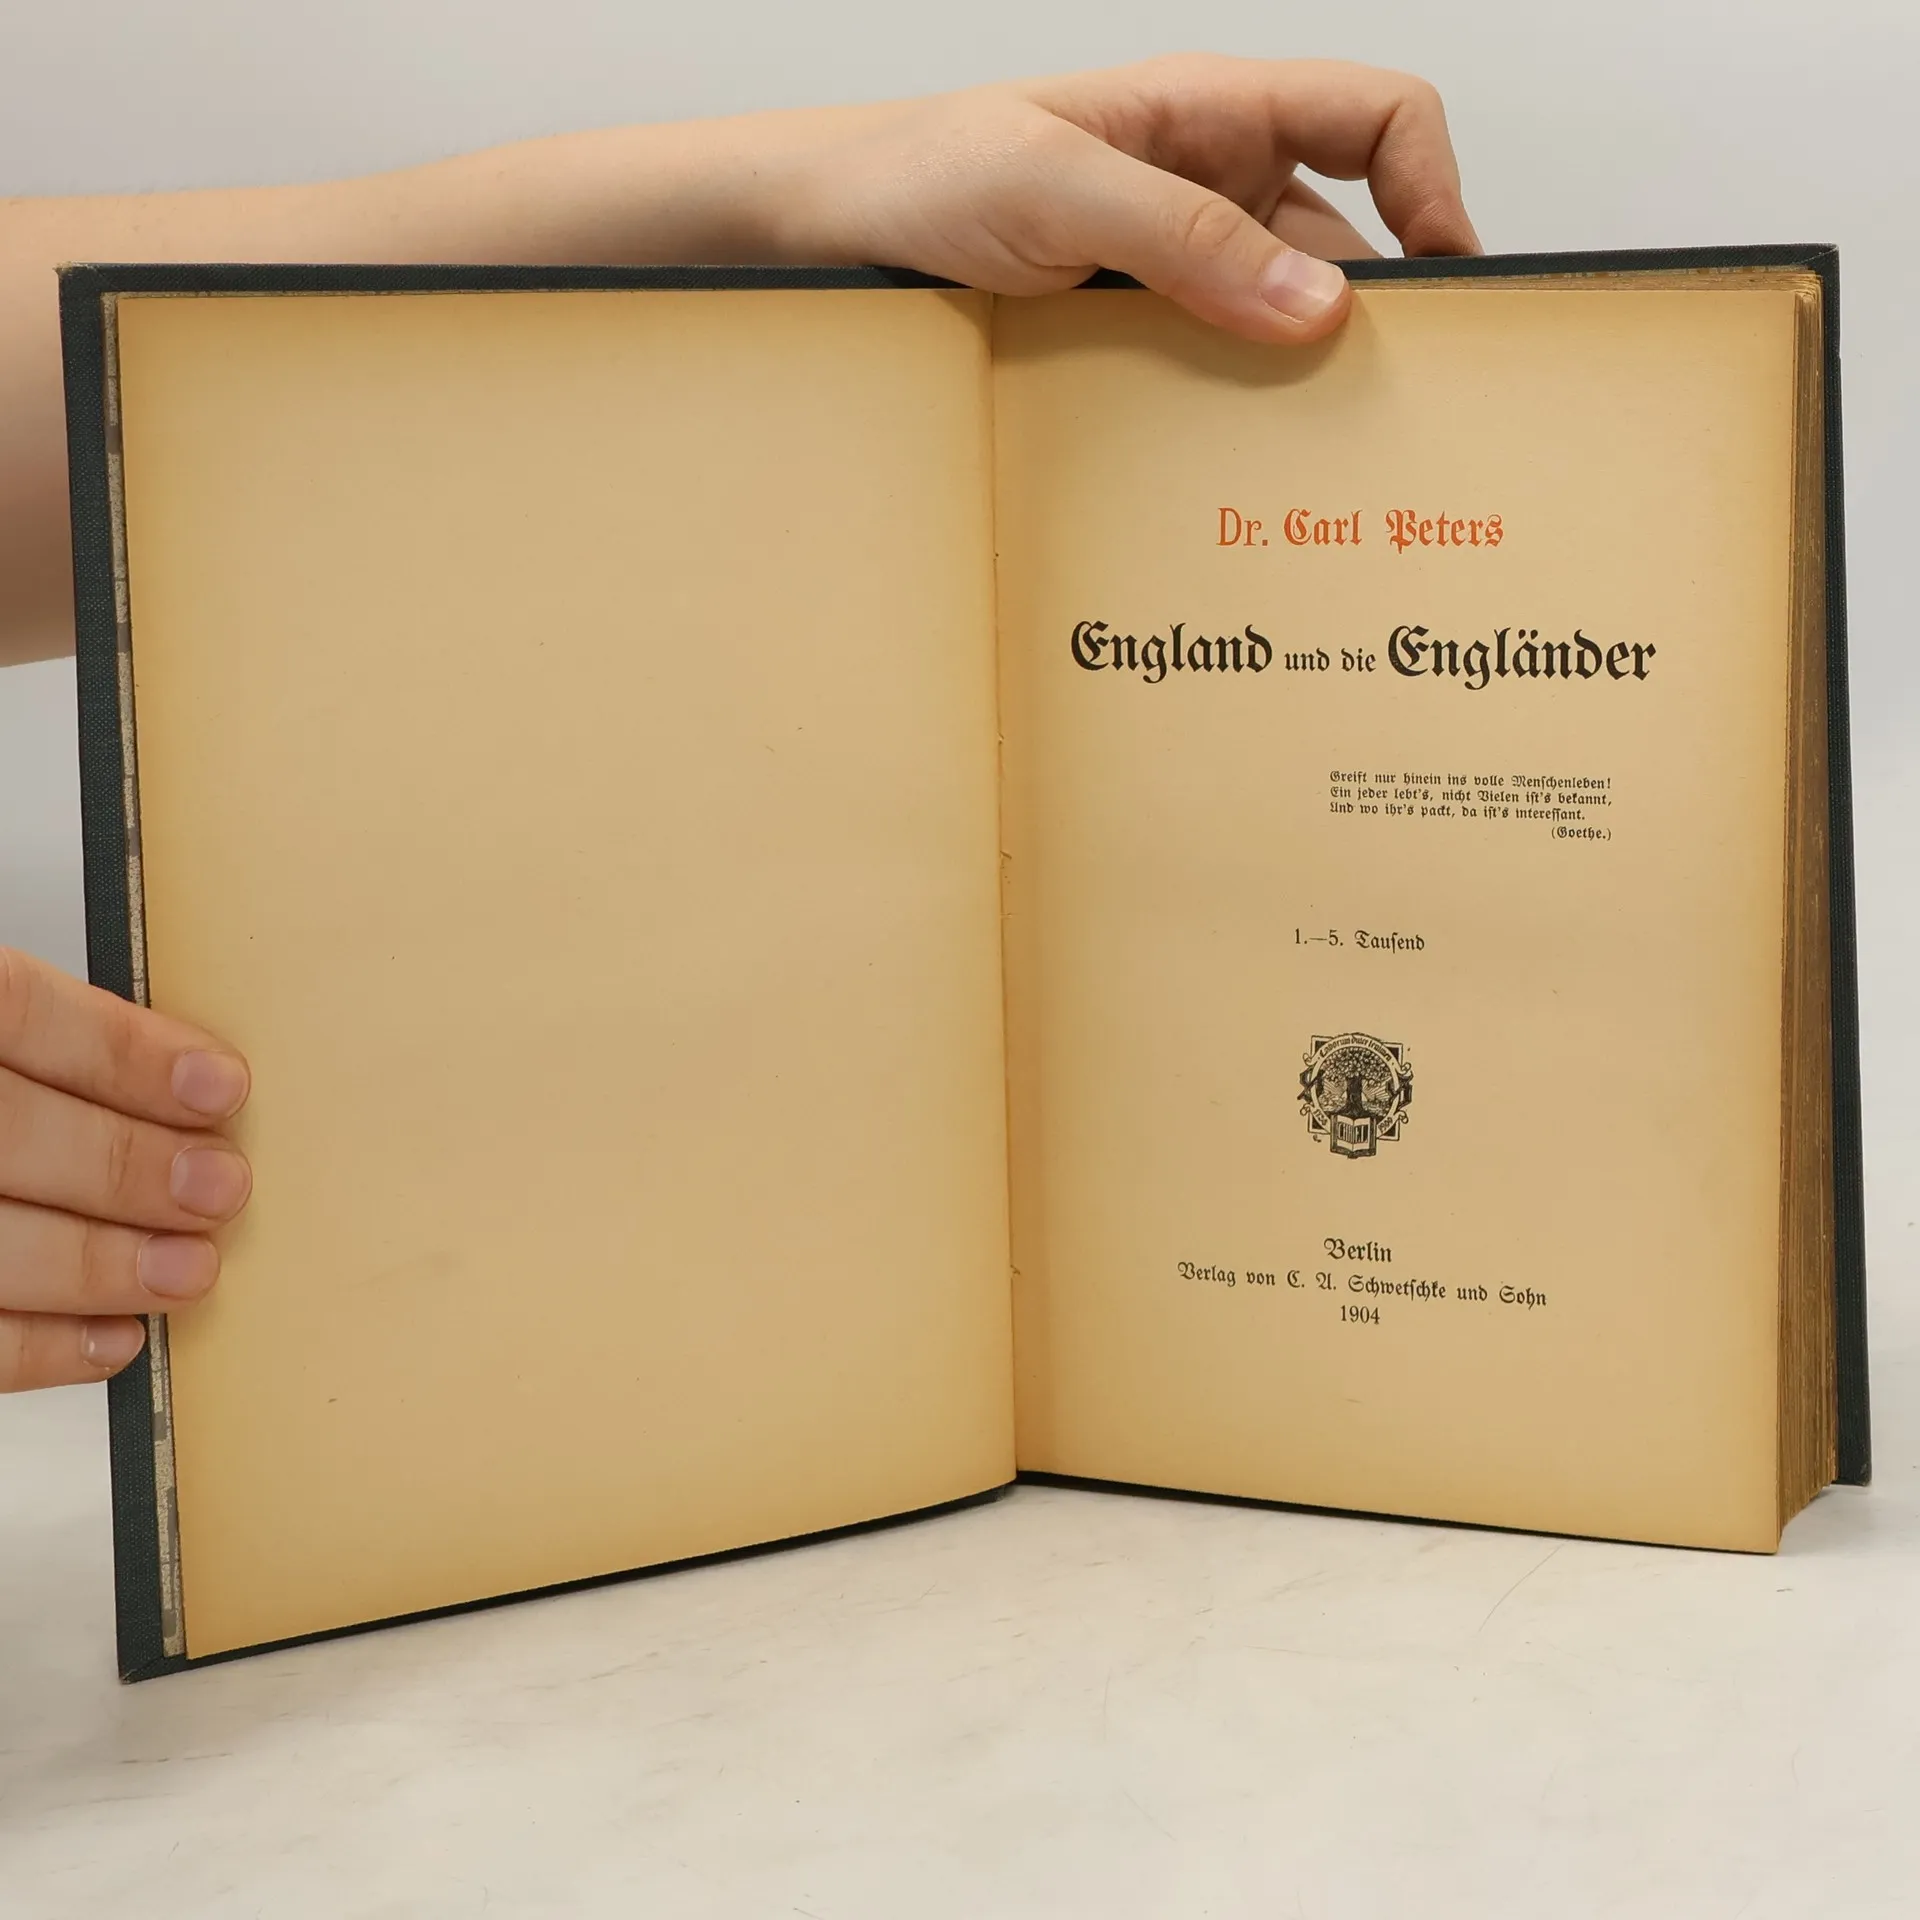 Dr. Carl Peters
England und die Engländer
Greift nur hinein ins volle Menschenleben!
Ein jeder lebt's, nicht Vielen ist's bekannt,
Und wo ihr's packt, da ist's interessant.
(Goethe.)
1.—5. Tausend
Berlin
Verlag von C. A. Schwetschke und Sohn
1904